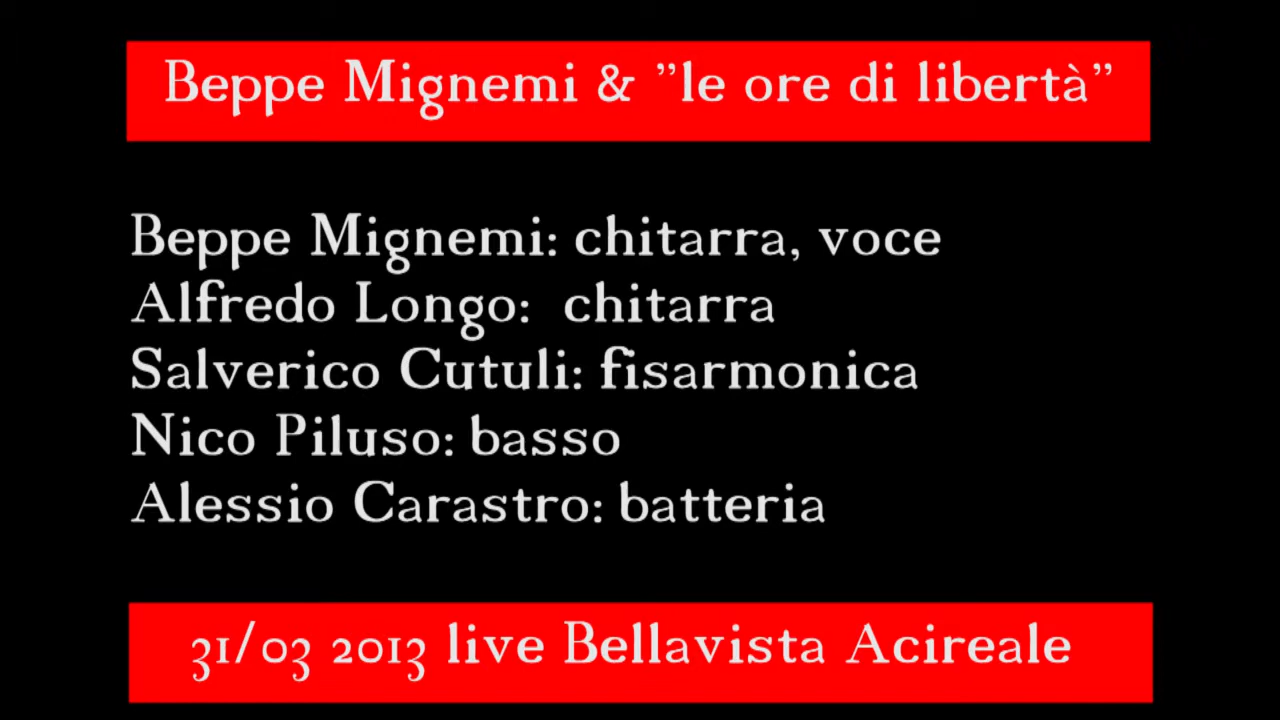 Beppe Mignemi & ”le ore di libertà”
Beppe Mignemi: chitarra, voce
Alfredo Longo:  chitarra
Salverico Cutuli: fisarmonica
Nico Piluso: basso
Alessio Carastro: batteria
31/03 2013 live Bellavista Acireale